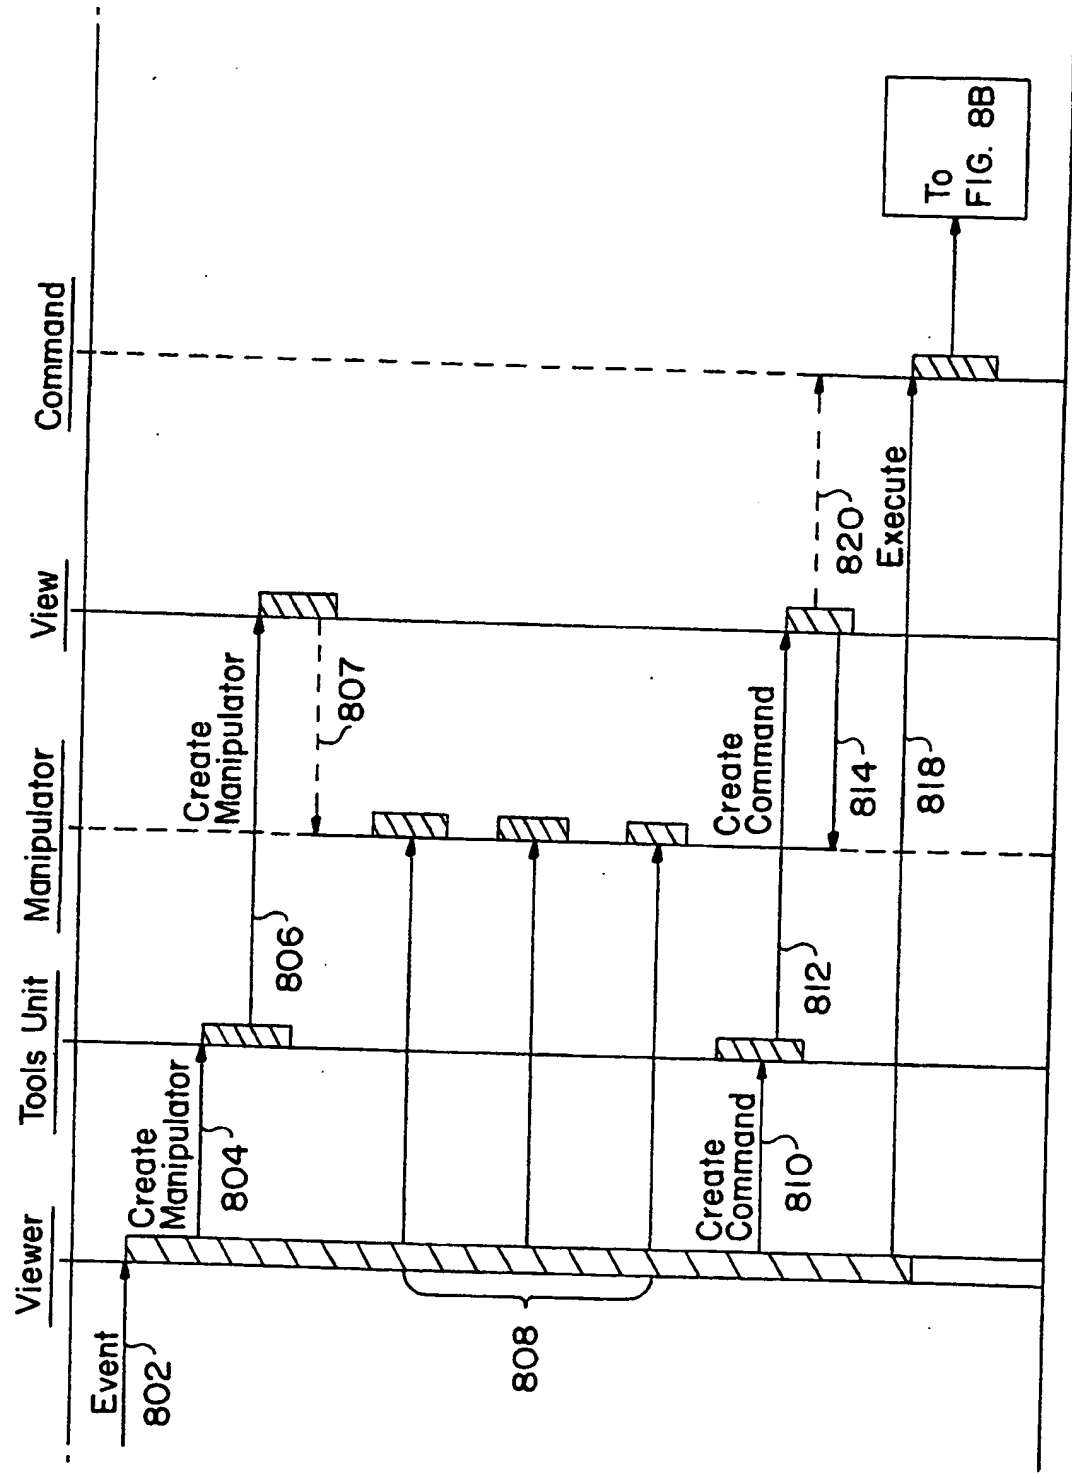 Viewer
Tools Unit
Manipulator
View
Command
Event
802
Create
Manipulator
804
Create
Manipulator
806
807
808
Create
Command
810
Create
Command
812
814
820
Execute
818
To
FIG. 8B